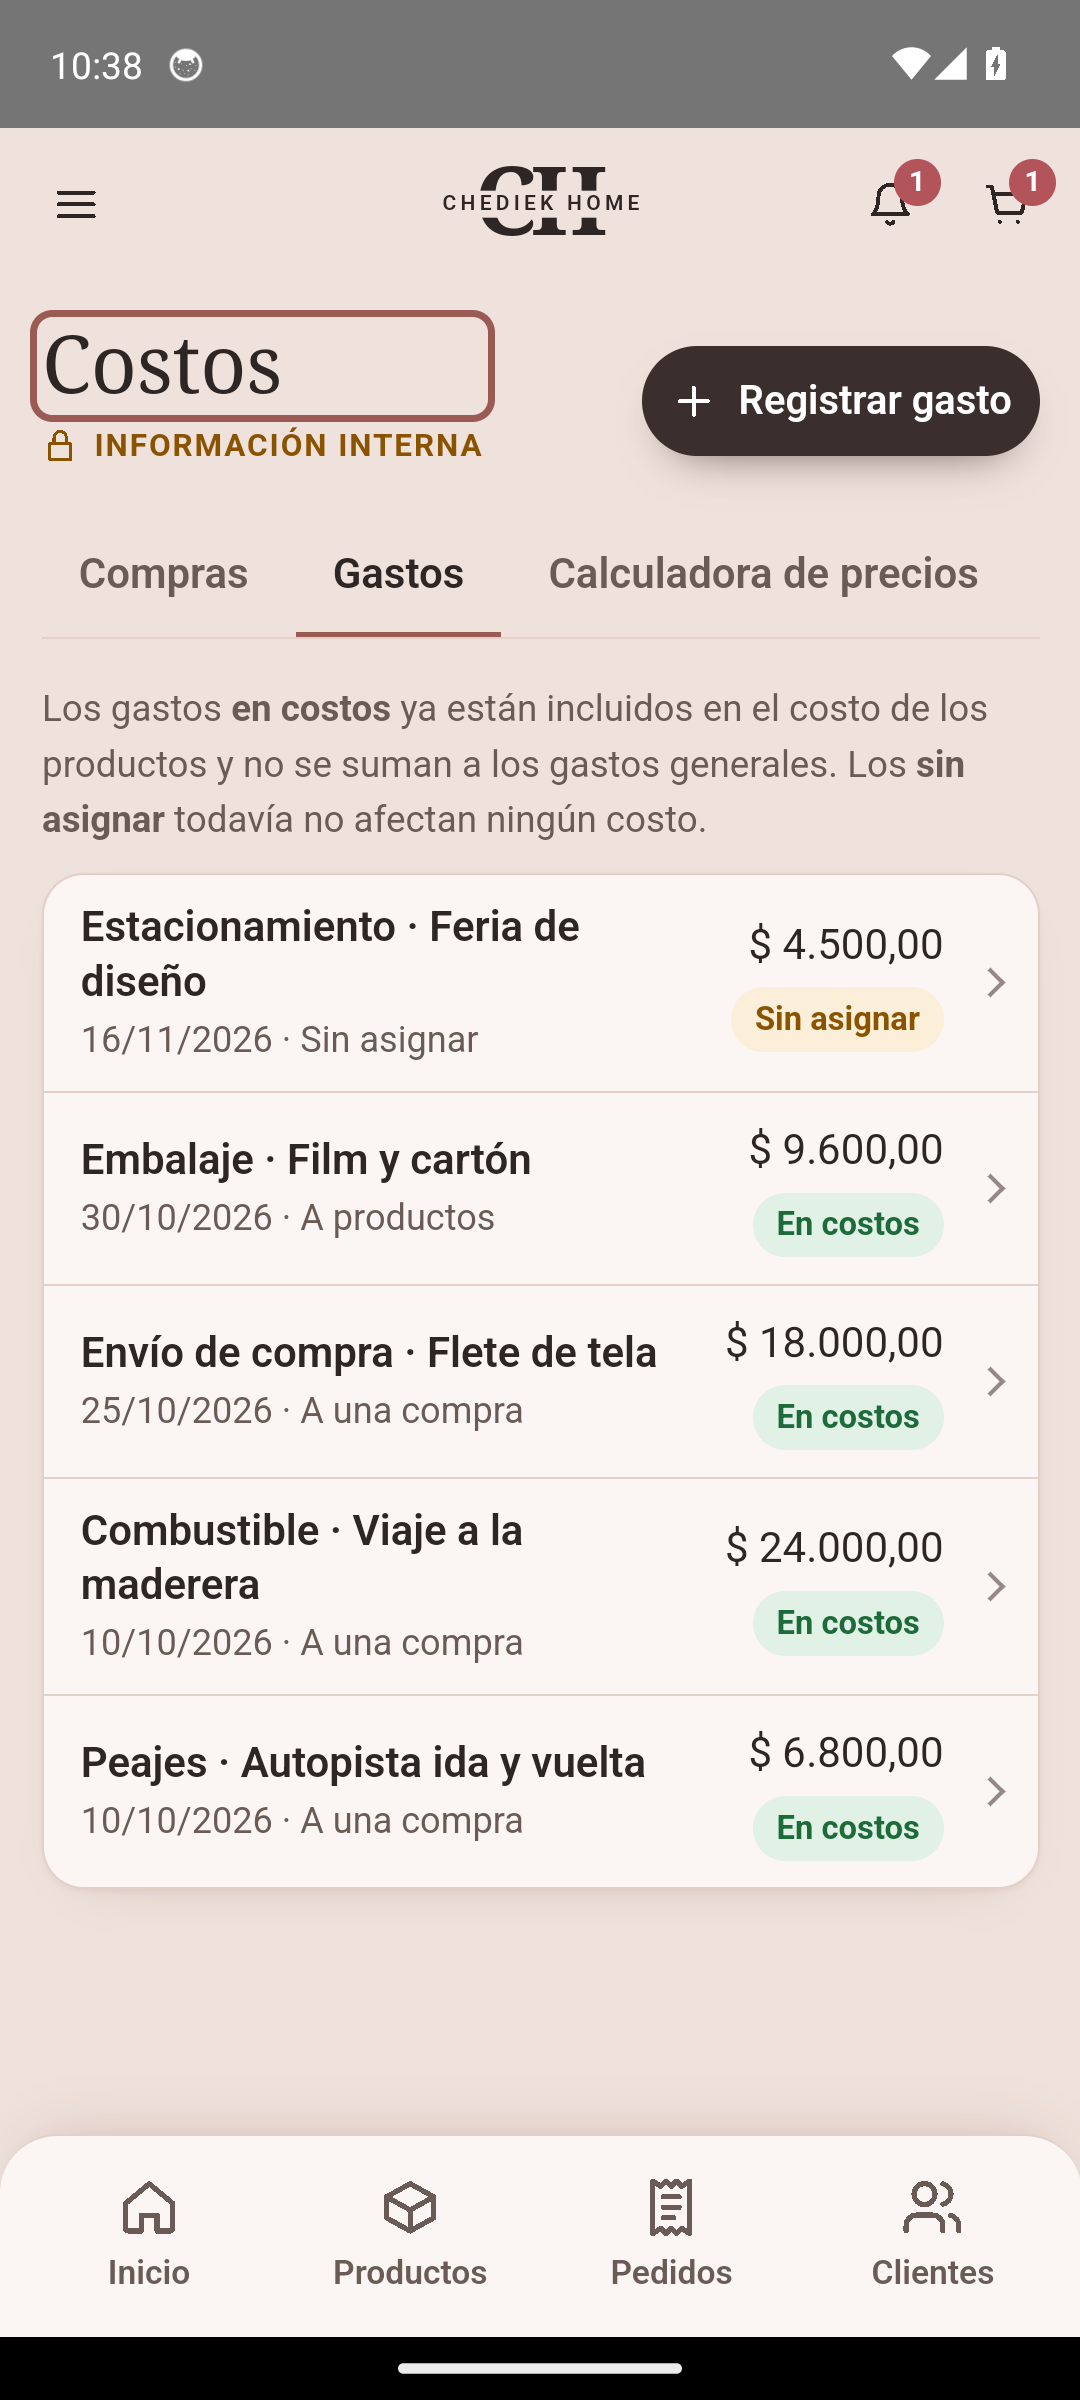 10:38
CH
CHEDIEK HOME
1
1
Costos
INFORMACIÓN INTERNA
Registrar gasto
Compras
Gastos
Calculadora de precios
Los gastos en costos ya están incluidos en el costo de los
productos y no se suman a los gastos generales. Los sin
asignar todavía no afectan ningún costo.
Estacionamiento · Feria de
diseño
16/11/2026 · Sin asignar
$ 4.500,00
Sin asignar
Embalaje · Film y cartón
30/10/2026 · A productos
$ 9.600,00
En costos
Envío de compra · Flete de tela
25/10/2026 · A una compra
$ 18.000,00
En costos
Combustible · Viaje a la
maderera
10/10/2026 · A una compra
$ 24.000,00
En costos
Peajes · Autopista ida y vuelta
10/10/2026 · A una compra
$ 6.800,00
En costos
Inicio
Productos
Pedidos
Clientes